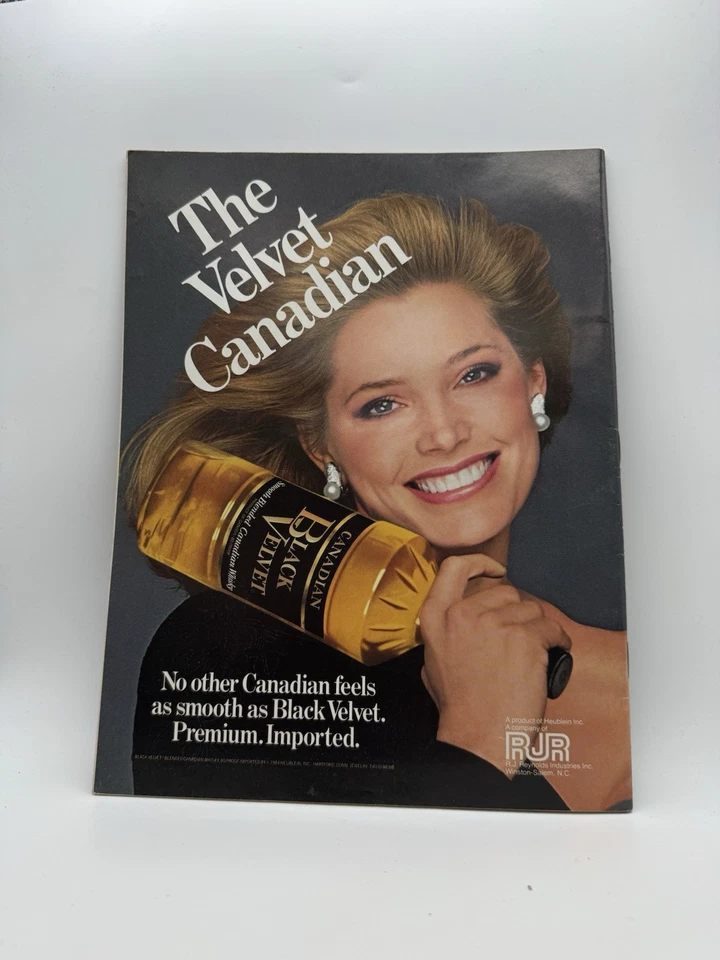 The
Velvet
Canadian
Smooth Blended Canadian Whisky
BLACK
VELVET
CANADIAN
No other Canadian feels
as smooth as Black Velvet.
Premium. Imported.
A product of Heublein Inc.
A company of
RJR
R.J. Reynolds Industries Inc.
Winston-Salem, N.C.